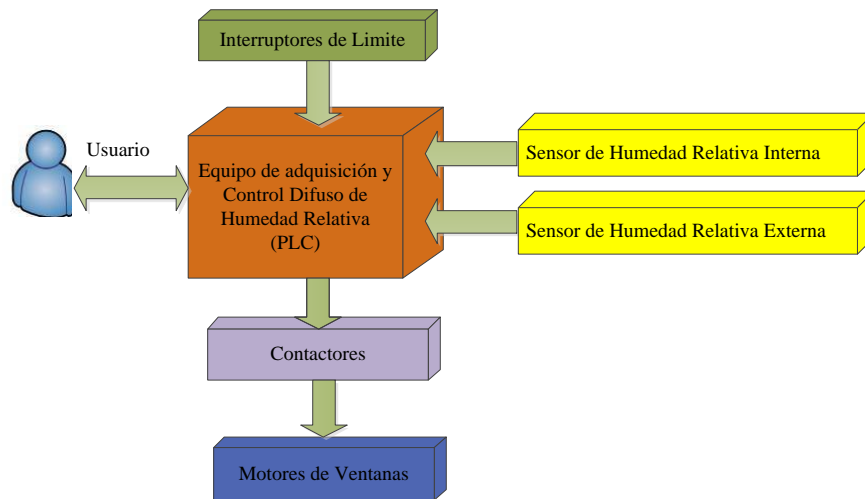 Interruptores de Limite
Usuario
Equipo de adquisición y
Control Difuso de
Humedad Relativa
(PLC)
Sensor de Humedad Relativa Interna
Sensor de Humedad Relativa Externa
Contactores
Motores de Ventanas